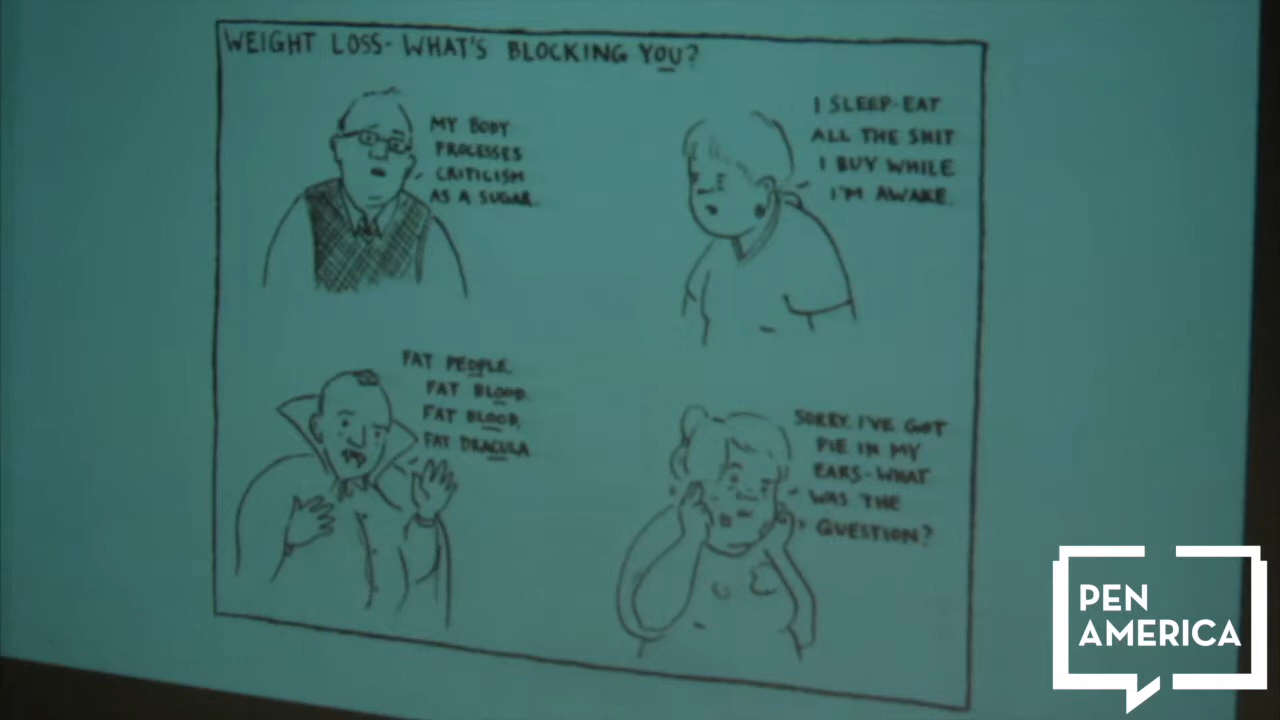 WEIGHT LOSS- WHAT'S BLOCKING YOU?
MY BODY
PROCESSES
CRITICISM
AS A SUGAR.
I SLEEP-EAT
ALL THE SHIT
I BUY WHILE
I'M AWAKE.
FAT PEOPLE.
FAT BLOOD.
FAT BLOOD,
FAT DRACULA
SORRY. I'VE GOT
PIE IN MY
EARS-WHAT
WAS THE
QUESTION?
PEN
AMERICA